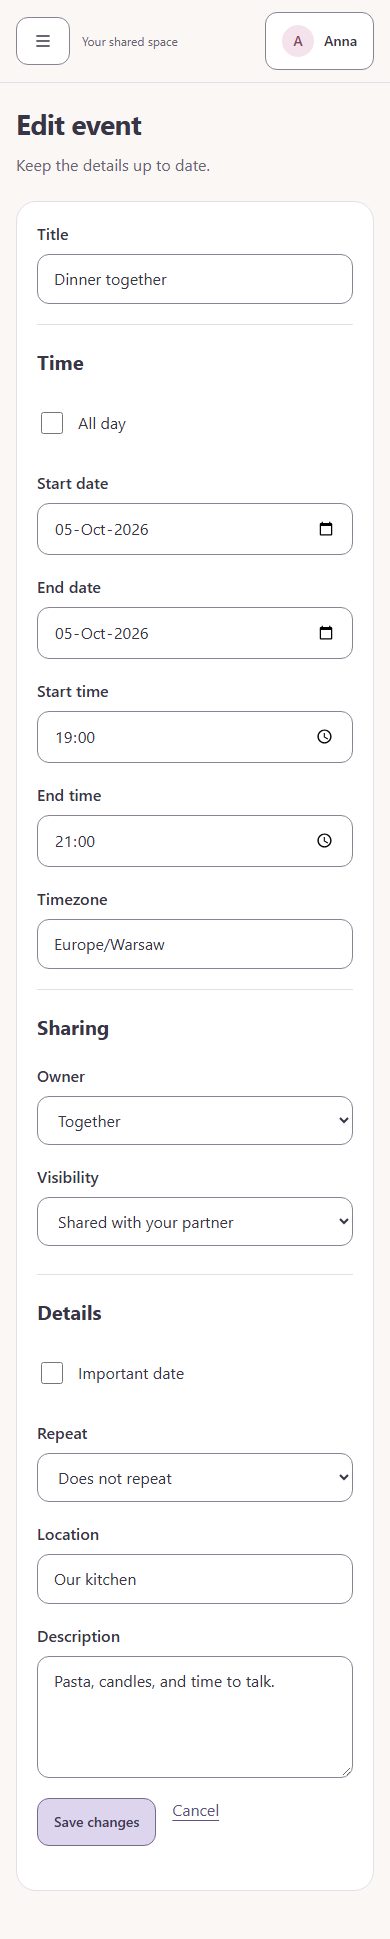 Your shared space
A
Anna
Edit event
Keep the details up to date.
Title
Dinner together
Time
All day
Start date
05-Oct-2026
End date
05-Oct-2026
Start time
19:00
End time
21:00
Timezone
Europe/Warsaw
Sharing
Owner
Together
Visibility
Shared with your partner
Details
Important date
Repeat
Does not repeat
Location
Our kitchen
Description
Pasta, candles, and time to talk.
Save changes
Cancel